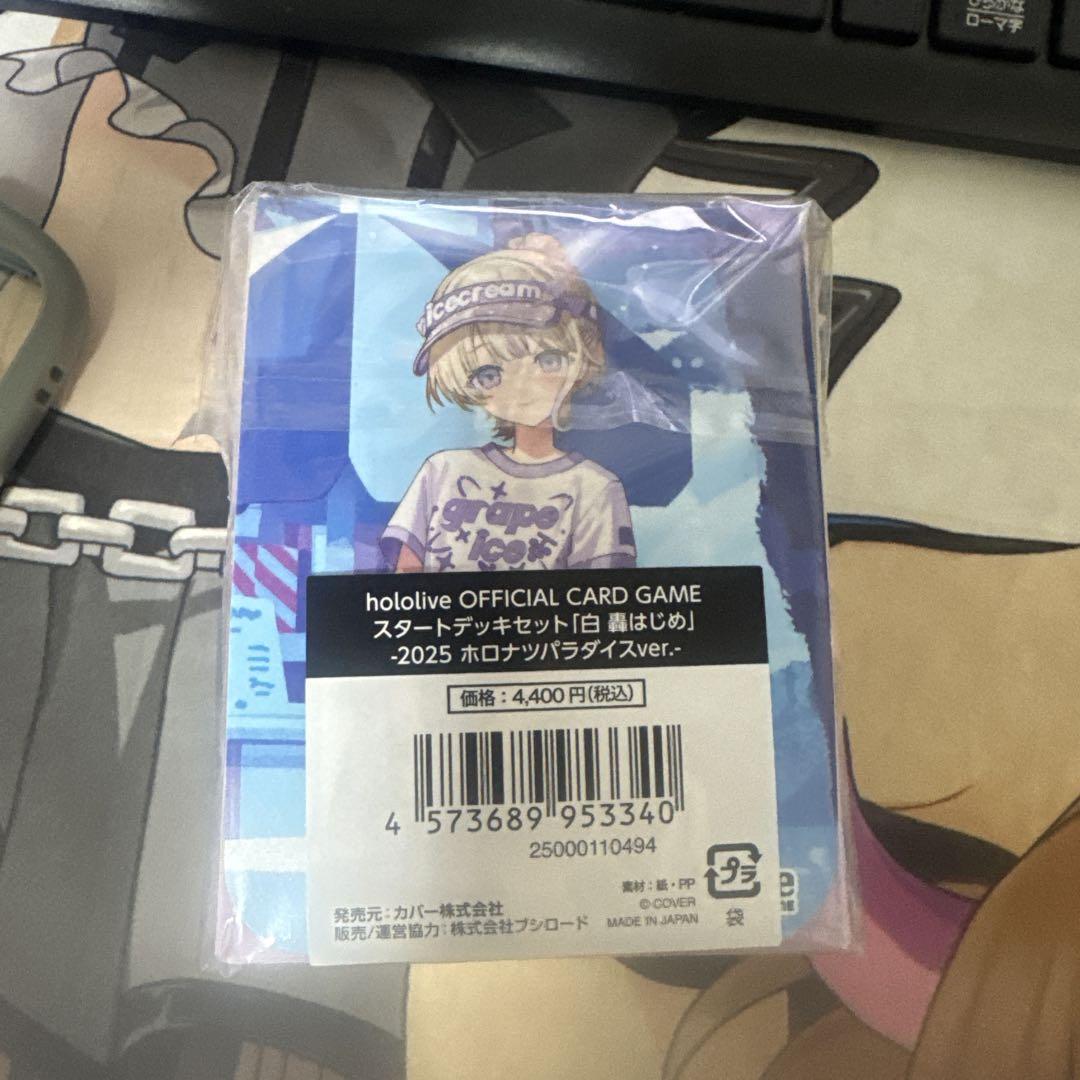 ひらがな
ローマ字
icecream
grape
ice
hololive OFFICIAL CARD GAME
スタートデッキセット「白 轟はじめ」
-2025 ホロナツパラダイスver.-
価格：4,400円(税込)
4 573689 953340
25000110494
プラ
素材：紙・PP
©COVER
発売元：カバー株式会社
MADE IN JAPAN
袋
販売/運営協力：株式会社ブシロード